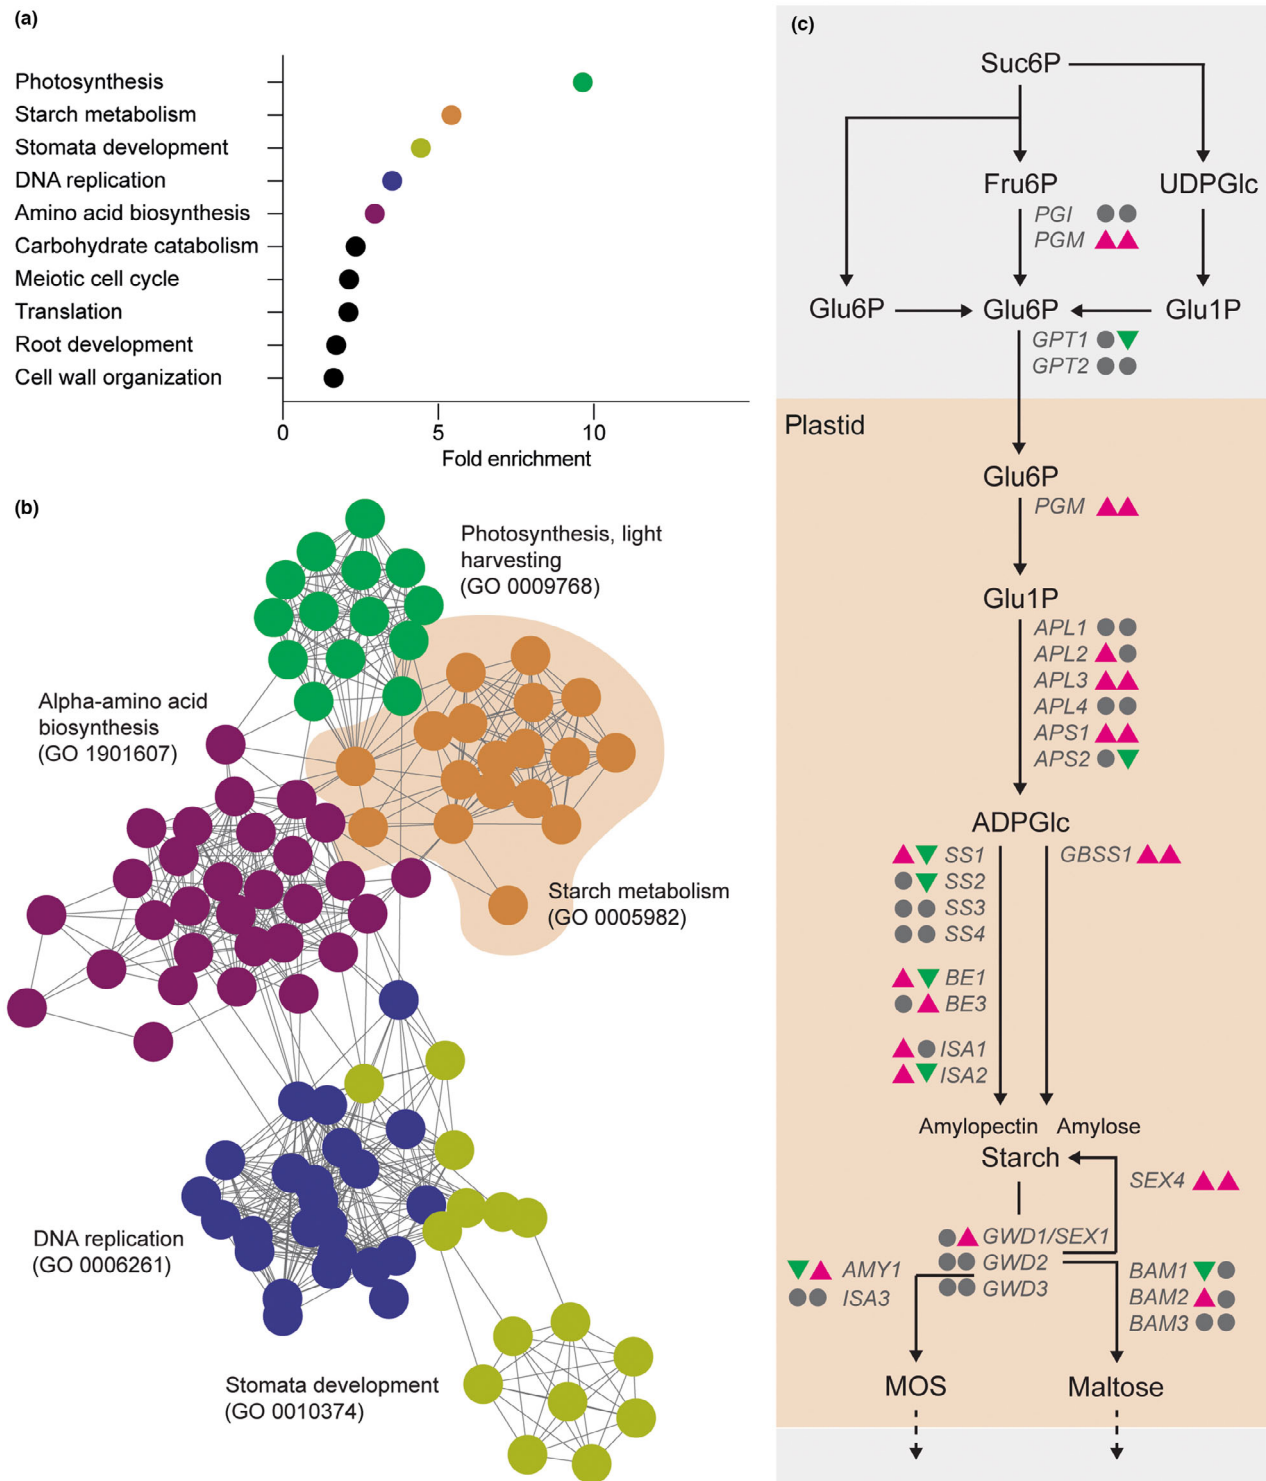 (a)
Photosynthesis
Starch metabolism
Stomata development
DNA replication
Amino acid biosynthesis
Carbohydrate catabolism
Meiotic cell cycle
Translation
Root development
Cell wall organization
0 5 10
Fold enrichment
(b)
Photosynthesis, light
harvesting
(GO 0009768)
Alpha-amino acid
biosynthesis
(GO 1901607)
Starch metabolism
(GO 0005982)
DNA replication
(GO 0006261)
Stomata development
(GO 0010374)
(c)
Suc6P
Fru6P UDPGlc
PGI
PGM
Glu6P Glu6P Glu1P
GPT1
GPT2
Plastid
Glu6P
PGM
Glu1P
APL1
APL2
APL3
APL4
APS1
APS2
ADPGlc
SS1 GBSS1
SS2
SS3
SS4
BE1
BE3
ISA1
ISA2
Amylopectin Amylose
Starch
SEX4
GWD1/SEX1
GWD2
GWD3
AMY1
ISA3
BAM1
BAM2
BAM3
MOS Maltose